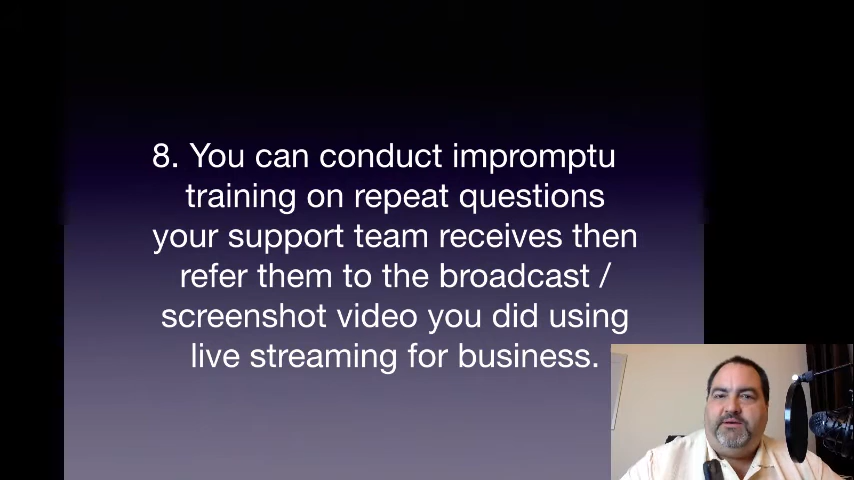 8. You can conduct impromptu
training on repeat questions
your support team receives then
refer them to the broadcast /
screenshot video you did using
live streaming for business.